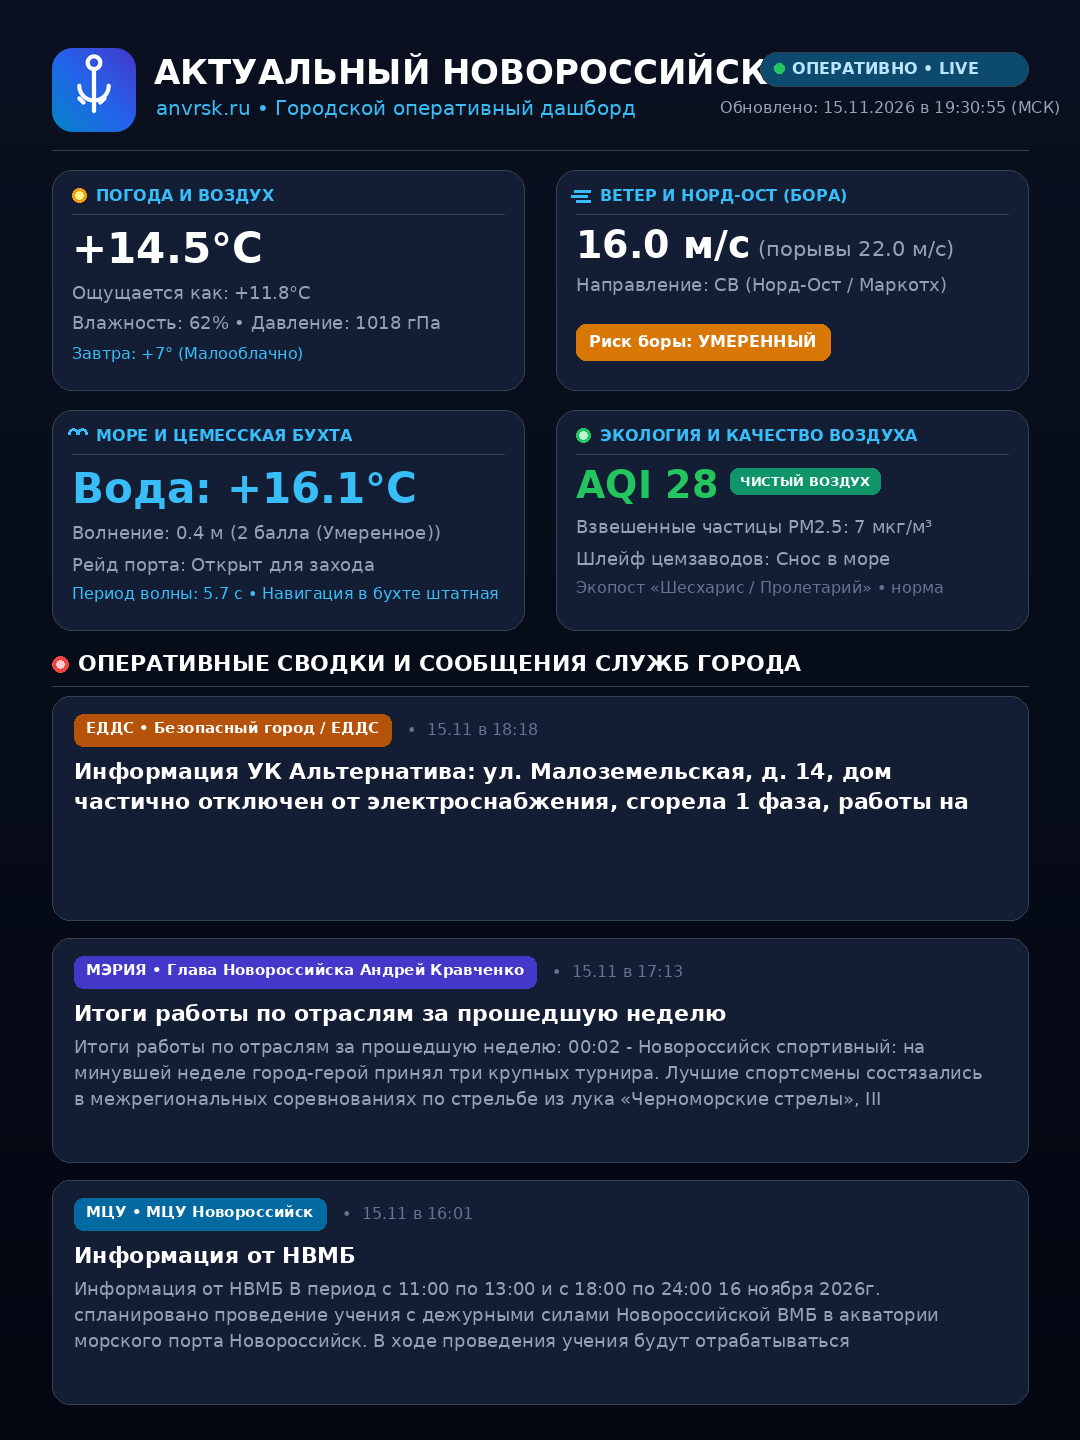 АКТУАЛЬНЫЙ НОВОРОССИЙСК
ОПЕРАТИВНО • LIVE
anvrsk.ru • Городской оперативный дашборд
Обновлено: 15.11.2026 в 19:30:55 (МСК)
ПОГОДА И ВОЗДУХ
+14.5°C
Ощущается как: +11.8°C
Влажность: 62% • Давление: 1018 гПа
Завтра: +7° (Малооблачно)
ВЕТЕР И НОРД-ОСТ (БОРА)
16.0 м/с (порывы 22.0 м/с)
Направление: СВ (Норд-Ост / Маркотх)
Риск боры: УМЕРЕННЫЙ
МОРЕ И ЦЕМЕССКАЯ БУХТА
Вода: +16.1°C
Волнение: 0.4 м (2 балла (Умеренное))
Рейд порта: Открыт для захода
Период волны: 5.7 с • Навигация в бухте штатная
ЭКОЛОГИЯ И КАЧЕСТВО ВОЗДУХА
AQI 28 ЧИСТЫЙ ВОЗДУХ
Взвешенные частицы PM2.5: 7 мкг/м³
Шлейф цемзаводов: Снос в море
Экопост «Шесхарис / Пролетарий» • норма
ОПЕРАТИВНЫЕ СВОДКИ И СООБЩЕНИЯ СЛУЖБ ГОРОДА
ЕДДС • Безопасный город / ЕДДС • 15.11 в 18:18
Информация УК Альтернатива: ул. Малоземельская, д. 14, дом
частично отключен от электроснабжения, сгорела 1 фаза, работы на
МЭРИЯ • Глава Новороссийска Андрей Кравченко • 15.11 в 17:13
Итоги работы по отраслям за прошедшую неделю
Итоги работы по отраслям за прошедшую неделю: 00:02 - Новороссийск спортивный: на
минувшей неделе город-герой принял три крупных турнира. Лучшие спортсмены состязались
в межрегиональных соревнованиях по стрельбе из лука «Черноморские стрелы», III
МЦУ • МЦУ Новороссийск • 15.11 в 16:01
Информация от НВМБ
Информация от НВМБ В период с 11:00 по 13:00 и с 18:00 по 24:00 16 ноября 2026г.
спланировано проведение учения с дежурными силами Новороссийской ВМБ в акватории
морского порта Новороссийск. В ходе проведения учения будут отрабатываться